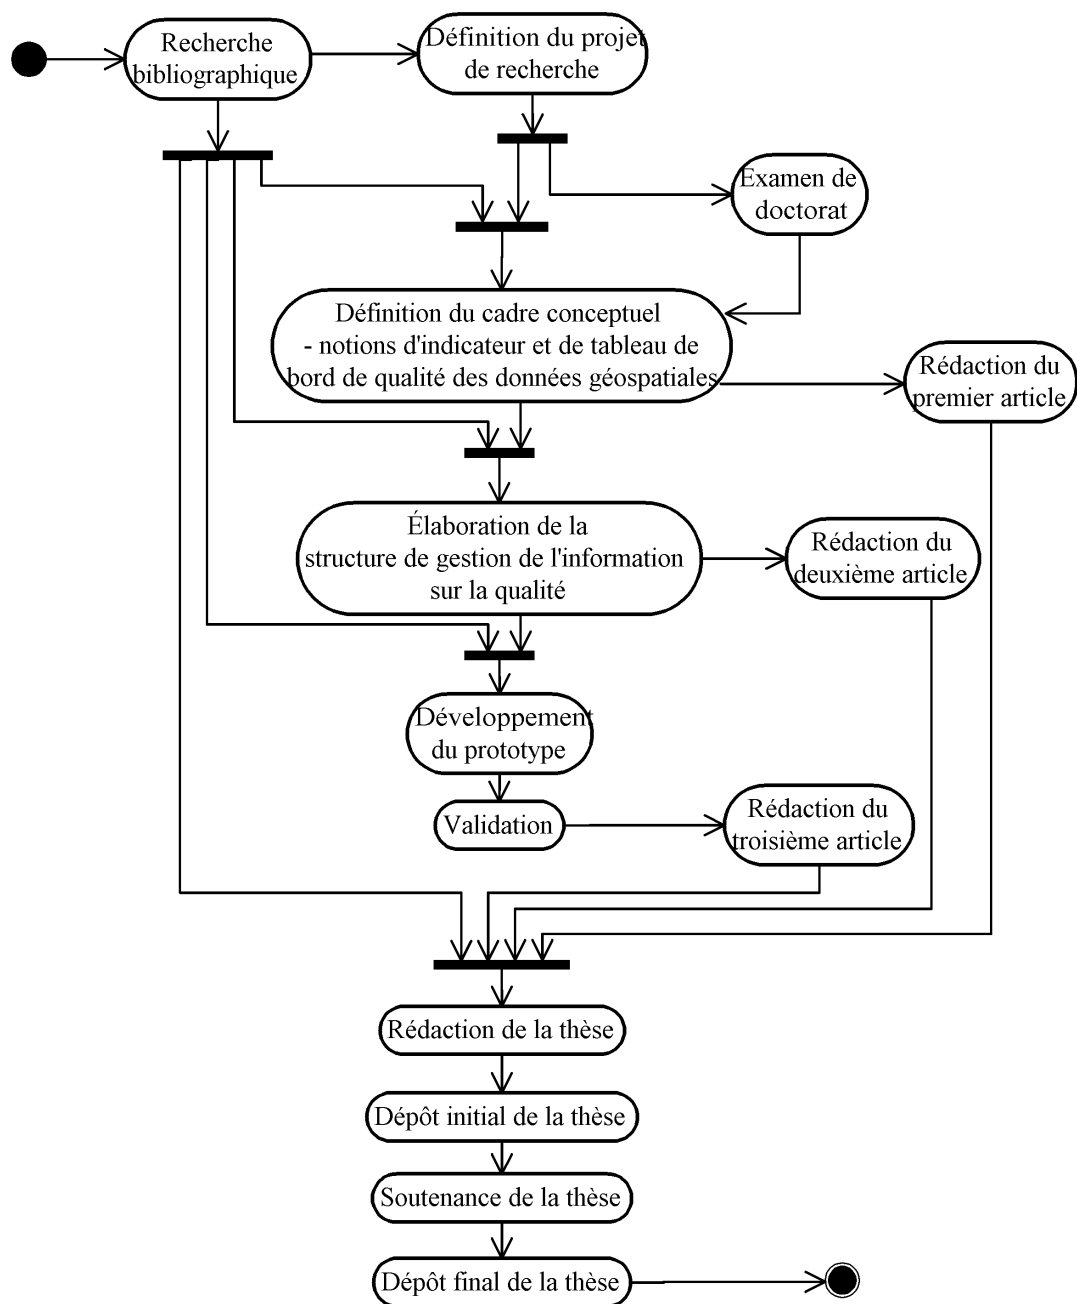 Recherche
bibliographique
Définition du projet
de recherche
Examen de
doctorat
Définition du cadre conceptuel
- notions d'indicateur et de tableau de
bord de qualité des données géospatiales
Rédaction du
premier article
Élaboration de la
structure de gestion de l'information
sur la qualité
Rédaction du
deuxième article
Développement
du prototype
Validation
Rédaction du
troisième article
Rédaction de la thèse
Dépôt initial de la thèse
Soutenance de la thèse
Dépôt final de la thèse